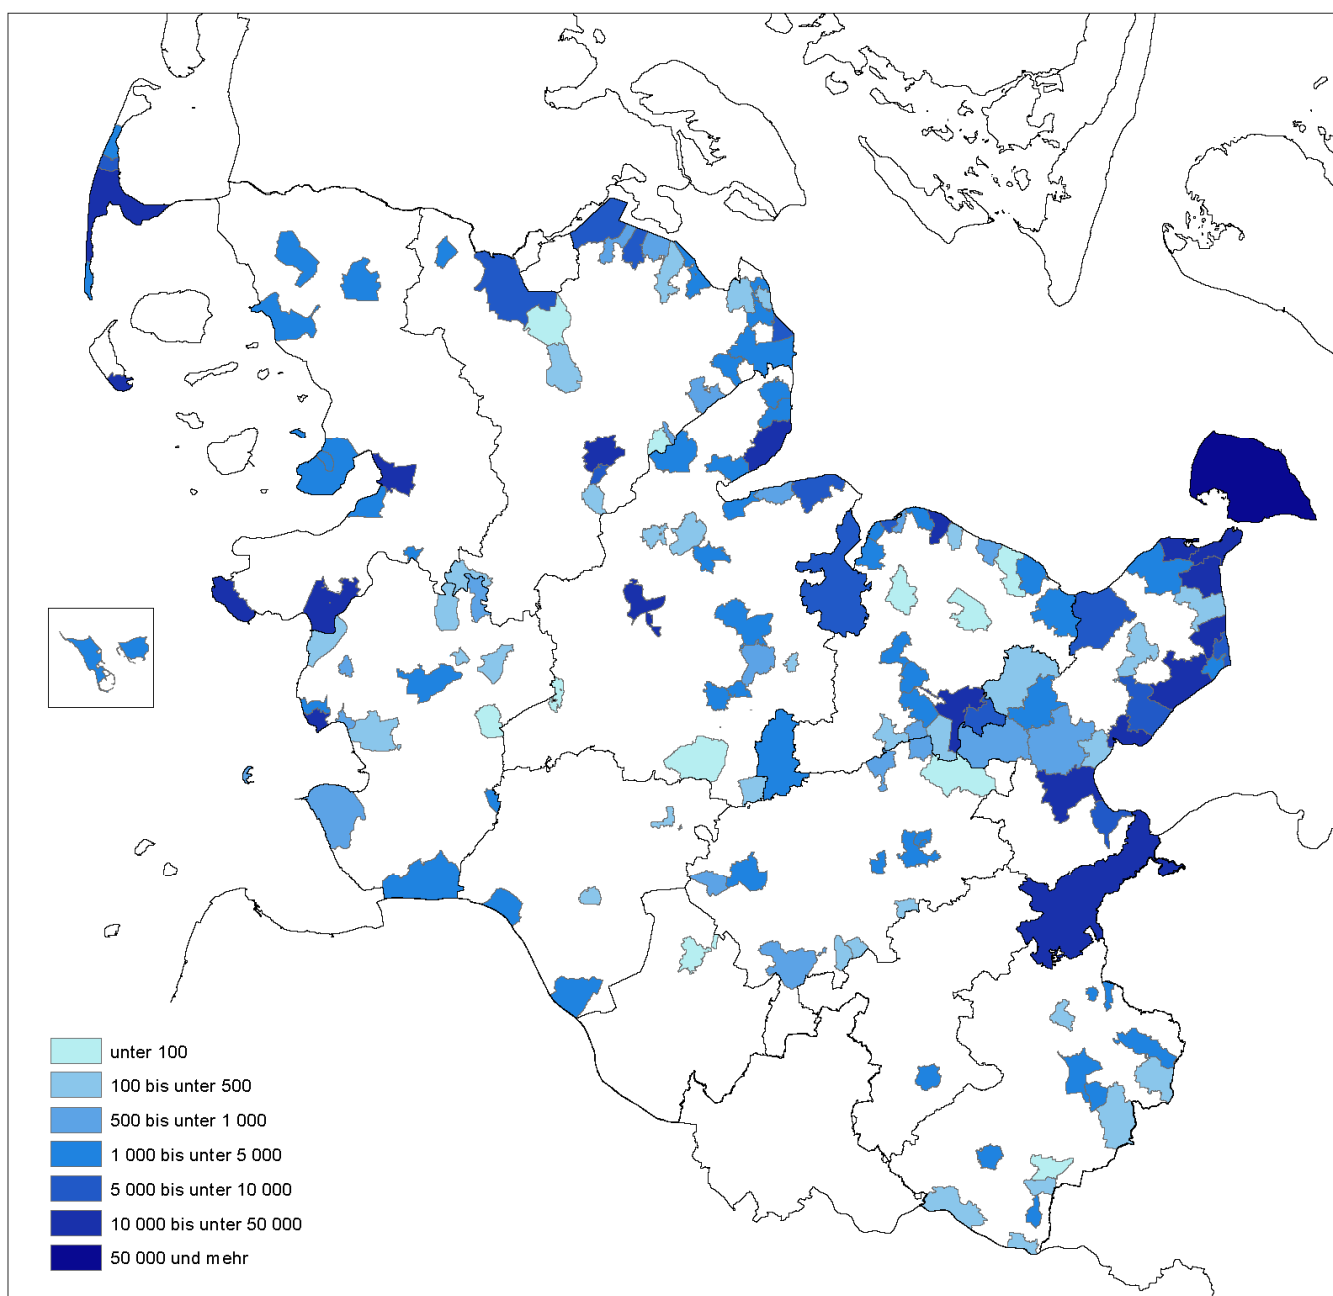 unter 100
100 bis unter 500
500 bis unter 1 000
1 000 bis unter 5 000
5 000 bis unter 10 000
10 000 bis unter 50 000
50 000 und mehr